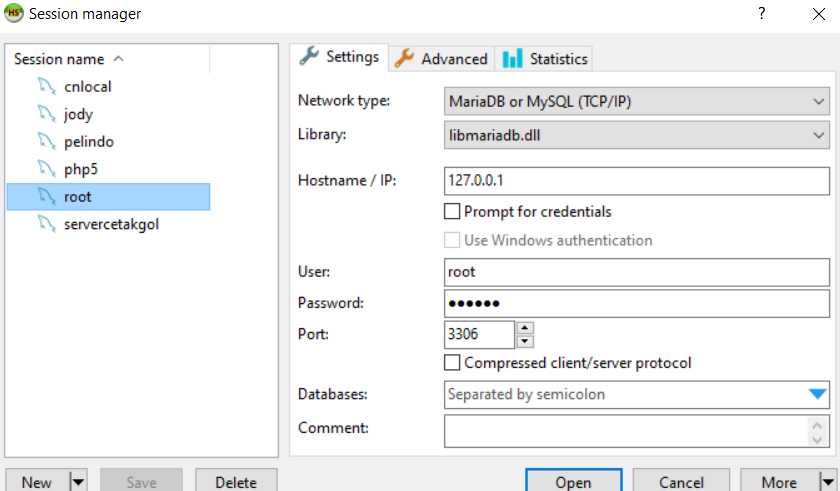 HS Session manager ?
Session name
cnlocal
jody
pelindo
php5
root
servercetakgol
Settings Advanced Statistics
Network type: MariaDB or MySQL (TCP/IP)
Library: libmariadb.dll
Hostname / IP: 127.0.0.1
Prompt for credentials
Use Windows authentication
User: root
Password: ••••••
Port: 3306
Compressed client/server protocol
Databases: Separated by semicolon
Comment:
New Save Delete Open Cancel More